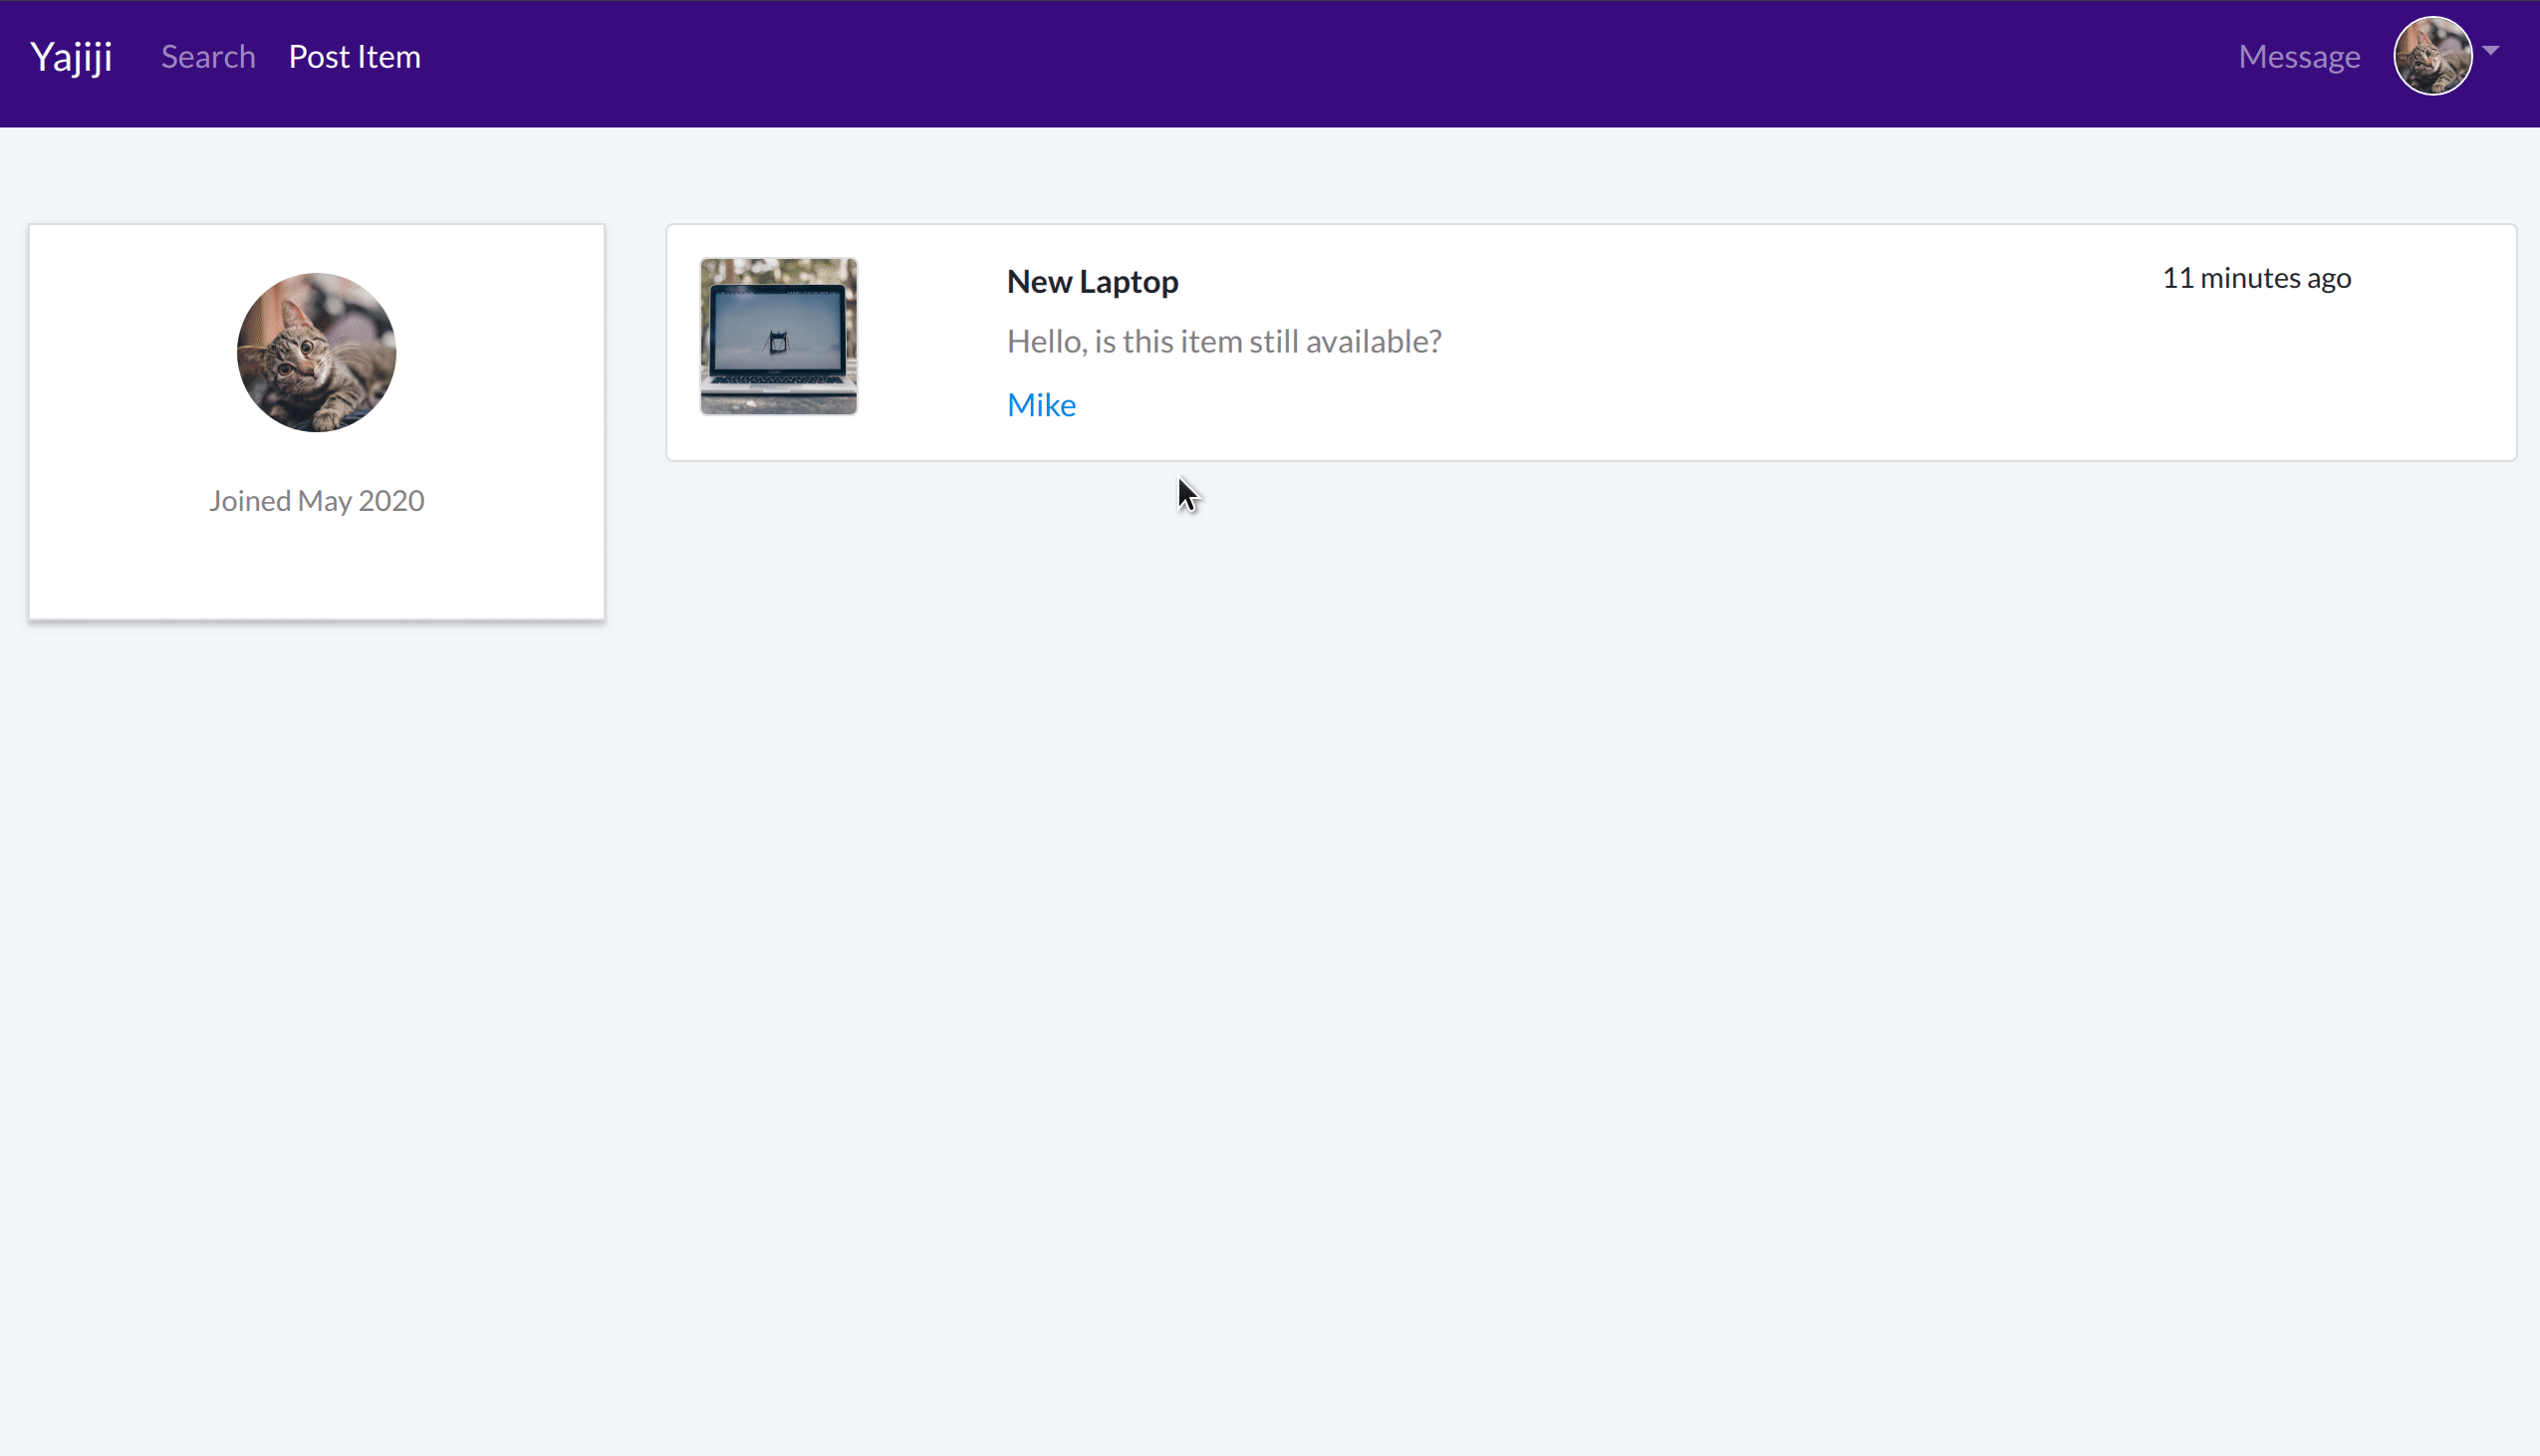 Yajiji Search Post Item Message
Joined May 2020
New Laptop
11 minutes ago
Hello, is this item still available?
Mike